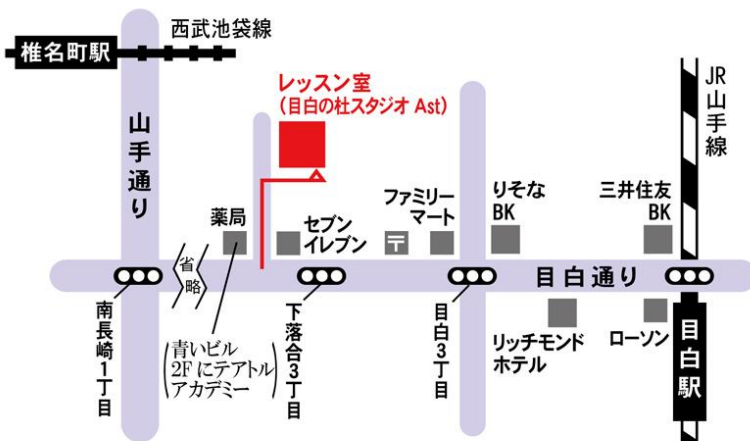 西武池袋線
椎名町駅
レッスン室
（目白の杜スタジオ Ast）
JR山手線
山手通り
薬局
セブン
イレブン
〒
ファミリー
マート
りそな
BK
三井住友
BK
省略
目白通り
南長崎1丁目
（青いビル
2Fにテアトル
アカデミー）
下落合3丁目
目白3丁目
リッチモンド
ホテル
ローソン
目白駅